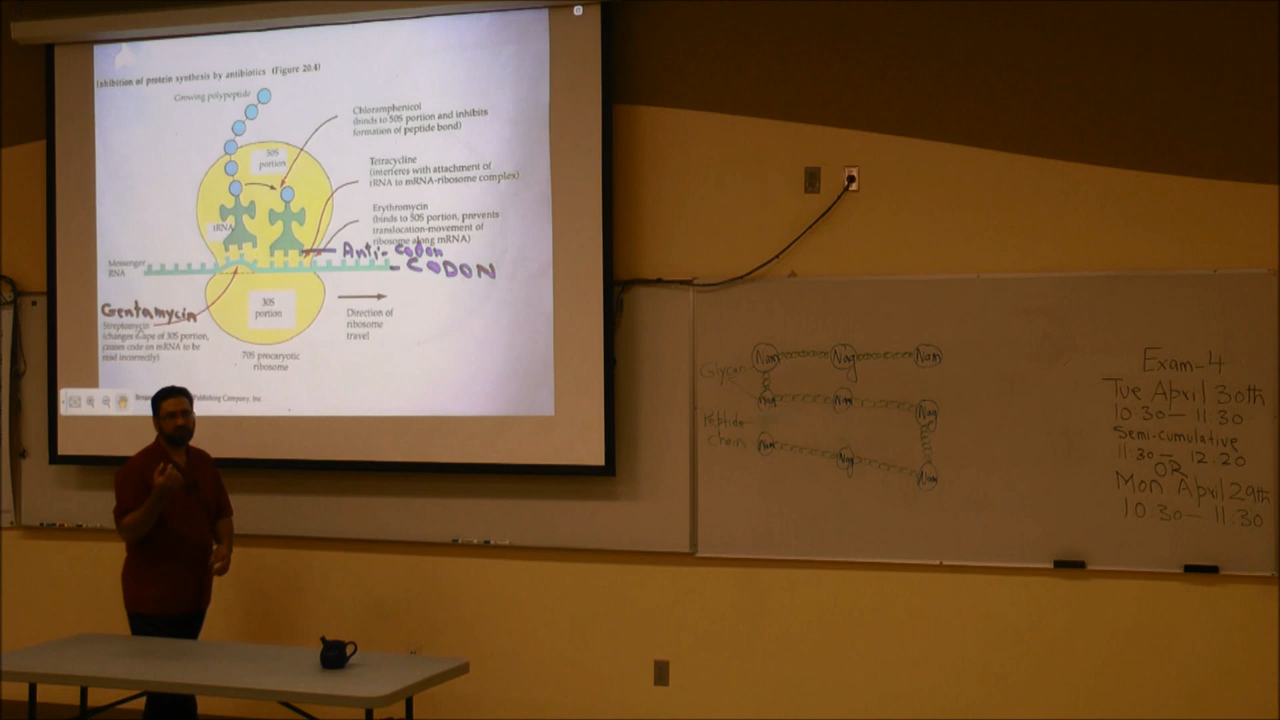 Inhibition of protein synthesis by antibiotics (Figure 20.4)
Growing polypeptide
50S
portion
Chloramphenicol
(binds to 50S portion and inhibits
formation of peptide bond)
Tetracycline
(interferes with attachment of
tRNA to mRNA-ribosome complex)
Erythromycin
(binds to 50S portion, prevents
translocation-movement of
ribosome along mRNA)
tRNA
Anti-codon
Messenger
RNA
- CODON
Gentamycin
Streptomycin
(changes shape of 30S portion,
causes code on mRNA to be
read incorrectly)
30S
portion
Direction of
ribosome
travel
70S procaryotic
ribosome
Publishing Company, Inc
Glycan
Peptide
chain
Nam Nag Nam
Nag Nam Nag
Nam Nag Nam
Exam-4
Tue April 30th
10:30 — 11:30
Semi-cumulative
11:30 — 12:20
OR
Mon April 29th
10:30 — 11:30